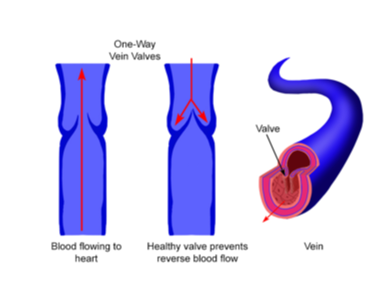 One-Way
Vein Valves
Valve
Blood flowing to
heart
Healthy valve prevents
reverse blood flow
Vein